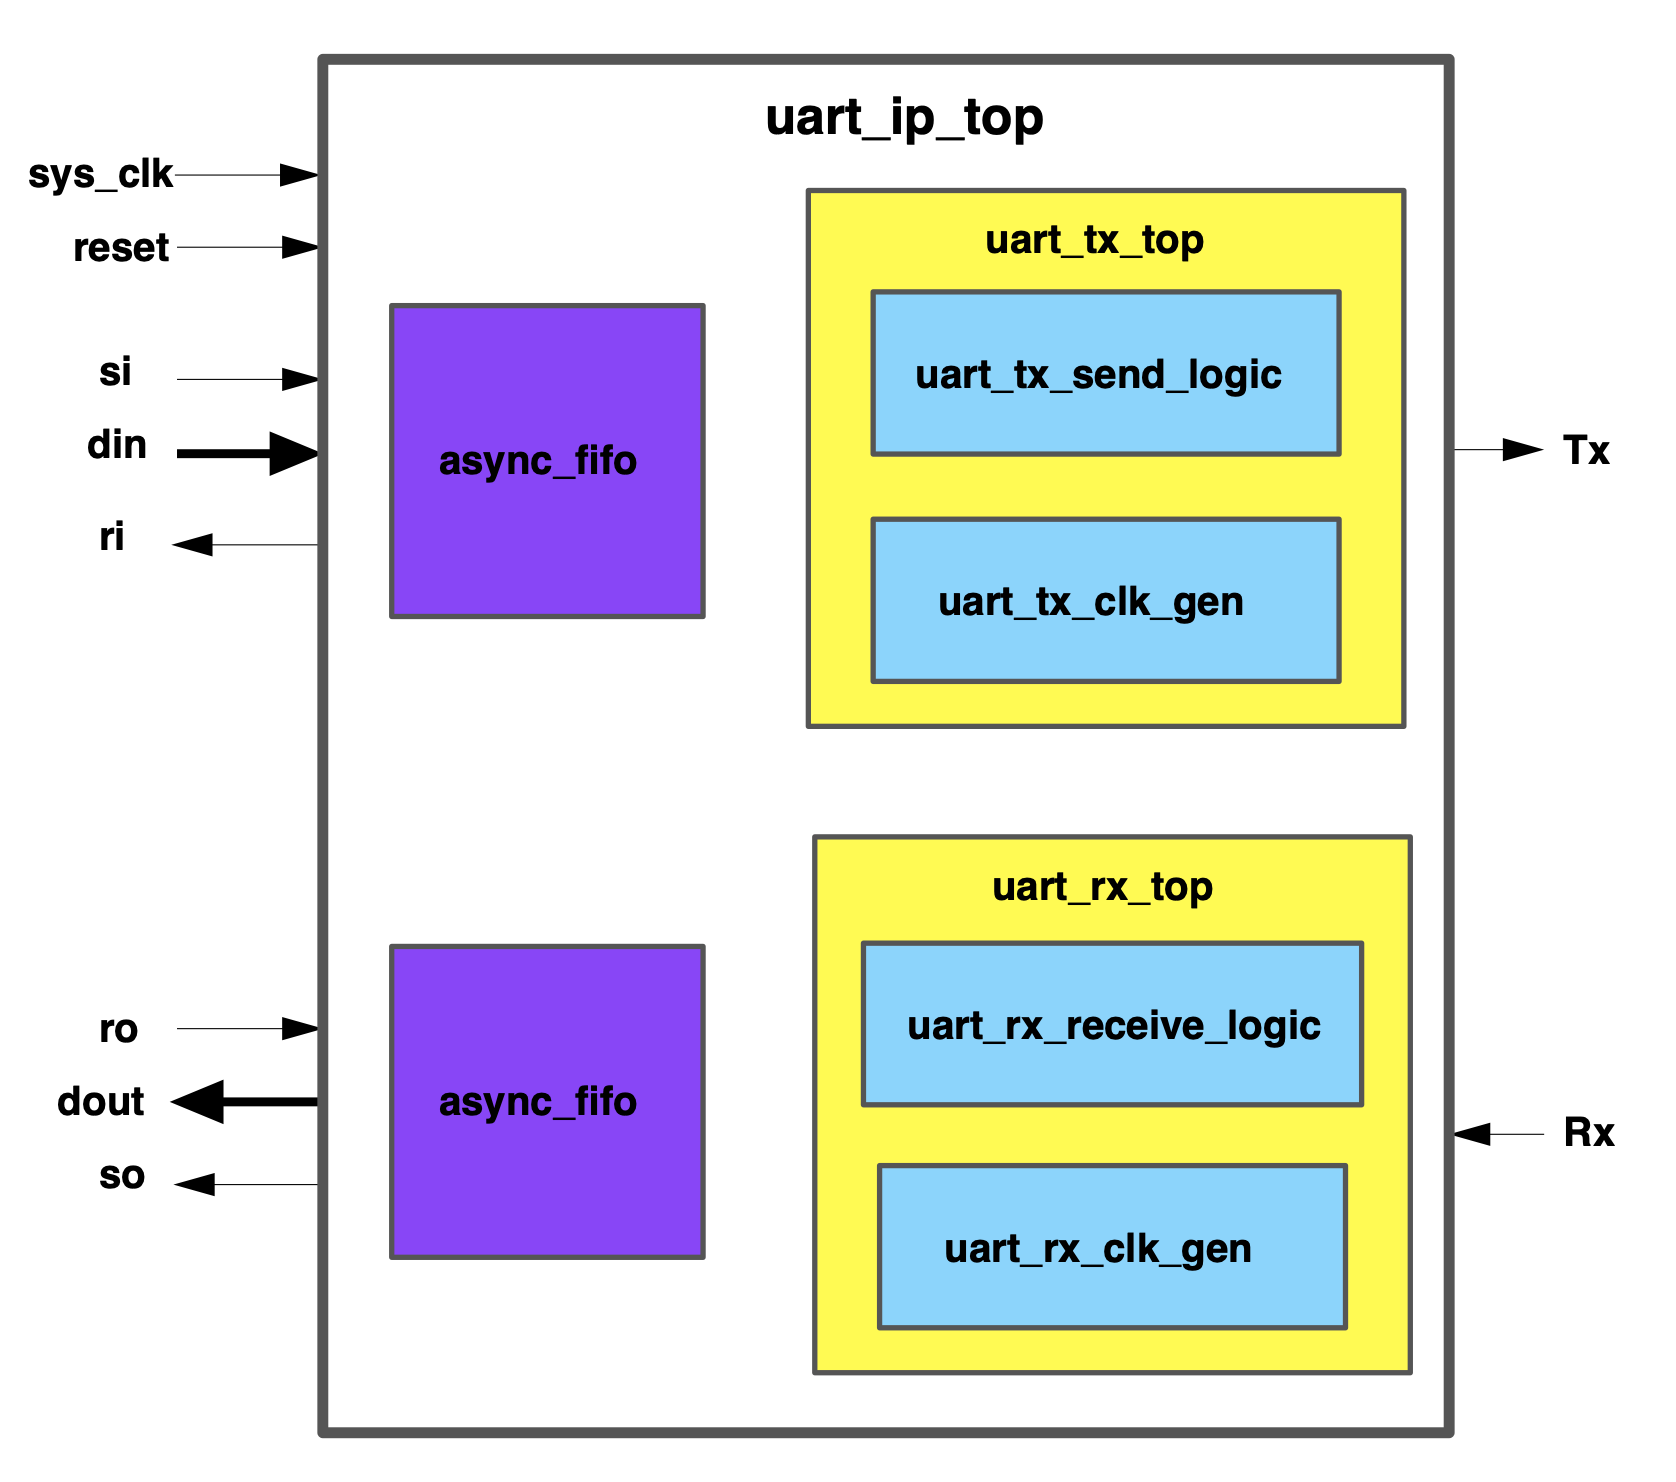 uart_ip_top
sys_clk
reset
si
din
ri
async_fifo
uart_tx_top
uart_tx_send_logic
uart_tx_clk_gen
Tx
ro
dout
so
async_fifo
uart_rx_top
uart_rx_receive_logic
uart_rx_clk_gen
Rx